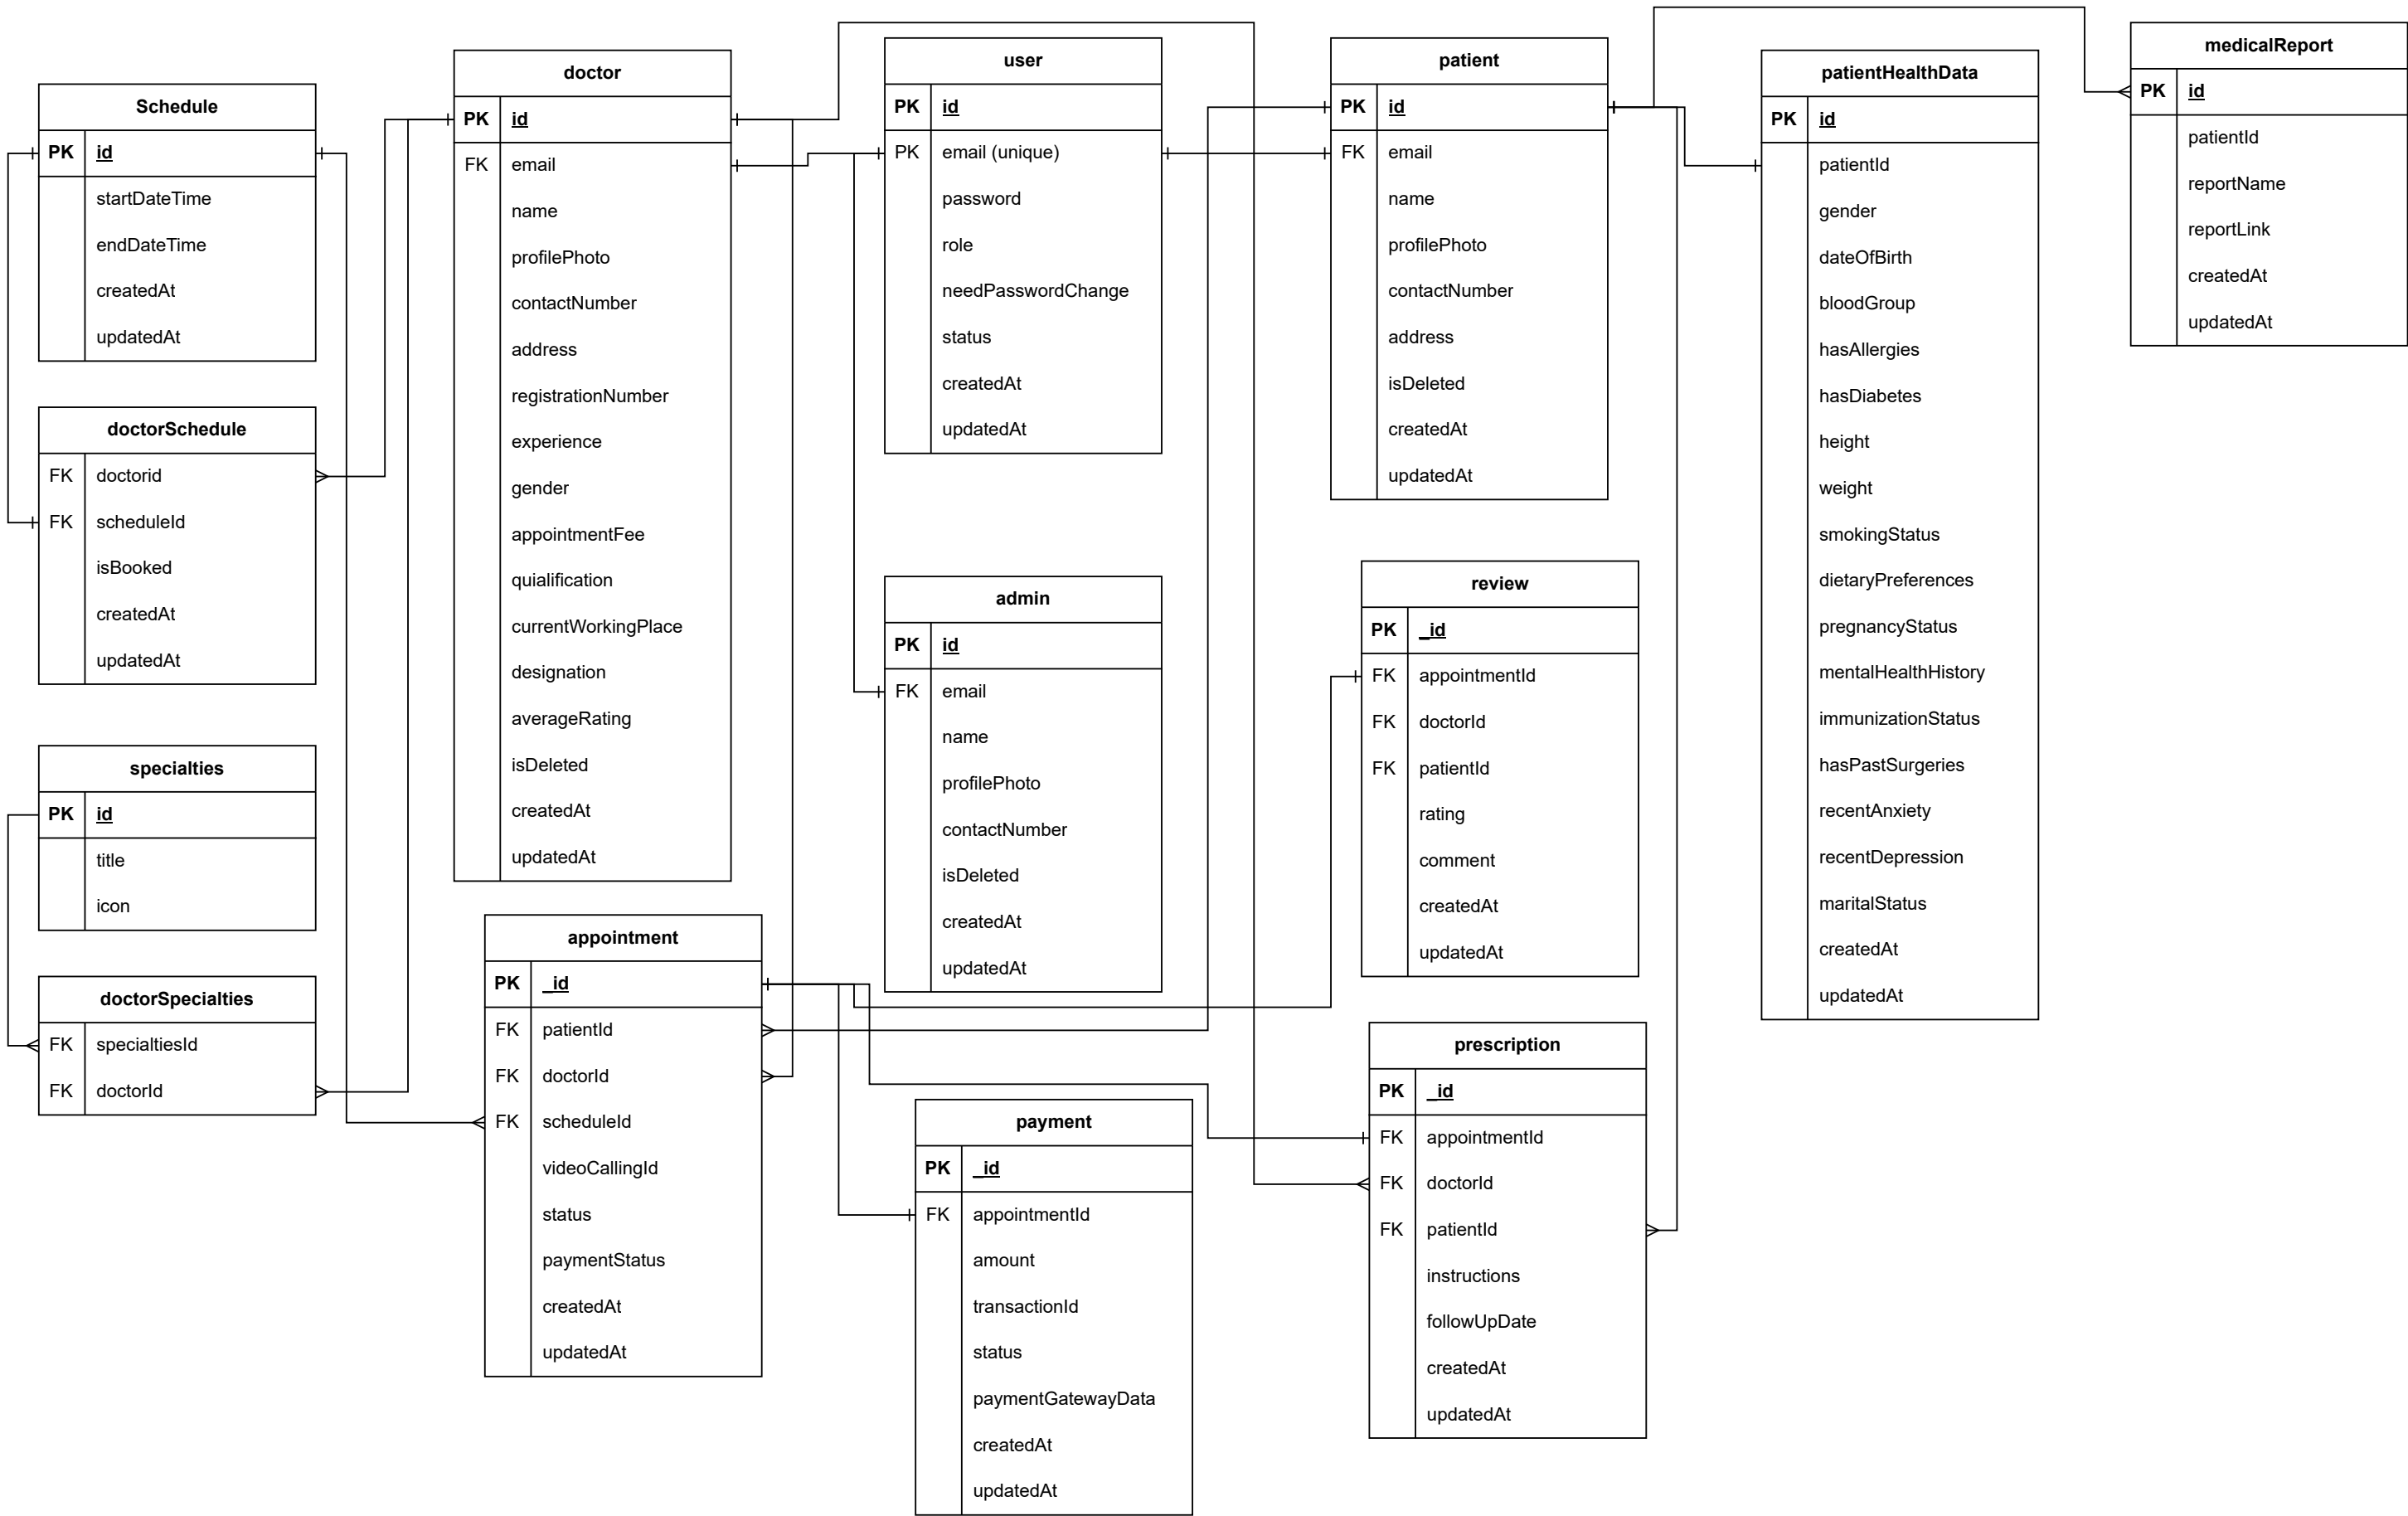 Schedule
PK id
startDateTime
endDateTime
createdAt
updatedAt
doctorSchedule
FK doctorid
FK scheduleId
isBooked
createdAt
updatedAt
specialties
PK id
title
icon
doctorSpecialties
FK specialtiesId
FK doctorId
doctor
PK id
FK email
name
profilePhoto
contactNumber
address
registrationNumber
experience
gender
appointmentFee
quialification
currentWorkingPlace
designation
averageRating
isDeleted
createdAt
updatedAt
appointment
PK _id
FK patientId
FK doctorId
FK scheduleId
videoCallingId
status
paymentStatus
createdAt
updatedAt
user
PK id
PK email (unique)
password
role
needPasswordChange
status
createdAt
updatedAt
admin
PK id
FK email
name
profilePhoto
contactNumber
isDeleted
createdAt
updatedAt
payment
PK _id
FK appointmentId
amount
transactionId
status
paymentGatewayData
createdAt
updatedAt
patient
PK id
FK email
name
profilePhoto
contactNumber
address
isDeleted
createdAt
updatedAt
review
PK _id
FK appointmentId
FK doctorId
FK patientId
rating
comment
createdAt
updatedAt
prescription
PK _id
FK appointmentId
FK doctorId
FK patientId
instructions
followUpDate
createdAt
updatedAt
patientHealthData
PK id
patientId
gender
dateOfBirth
bloodGroup
hasAllergies
hasDiabetes
height
weight
smokingStatus
dietaryPreferences
pregnancyStatus
mentalHealthHistory
immunizationStatus
hasPastSurgeries
recentAnxiety
recentDepression
maritalStatus
createdAt
updatedAt
medicalReport
PK id
patientId
reportName
reportLink
createdAt
updatedAt